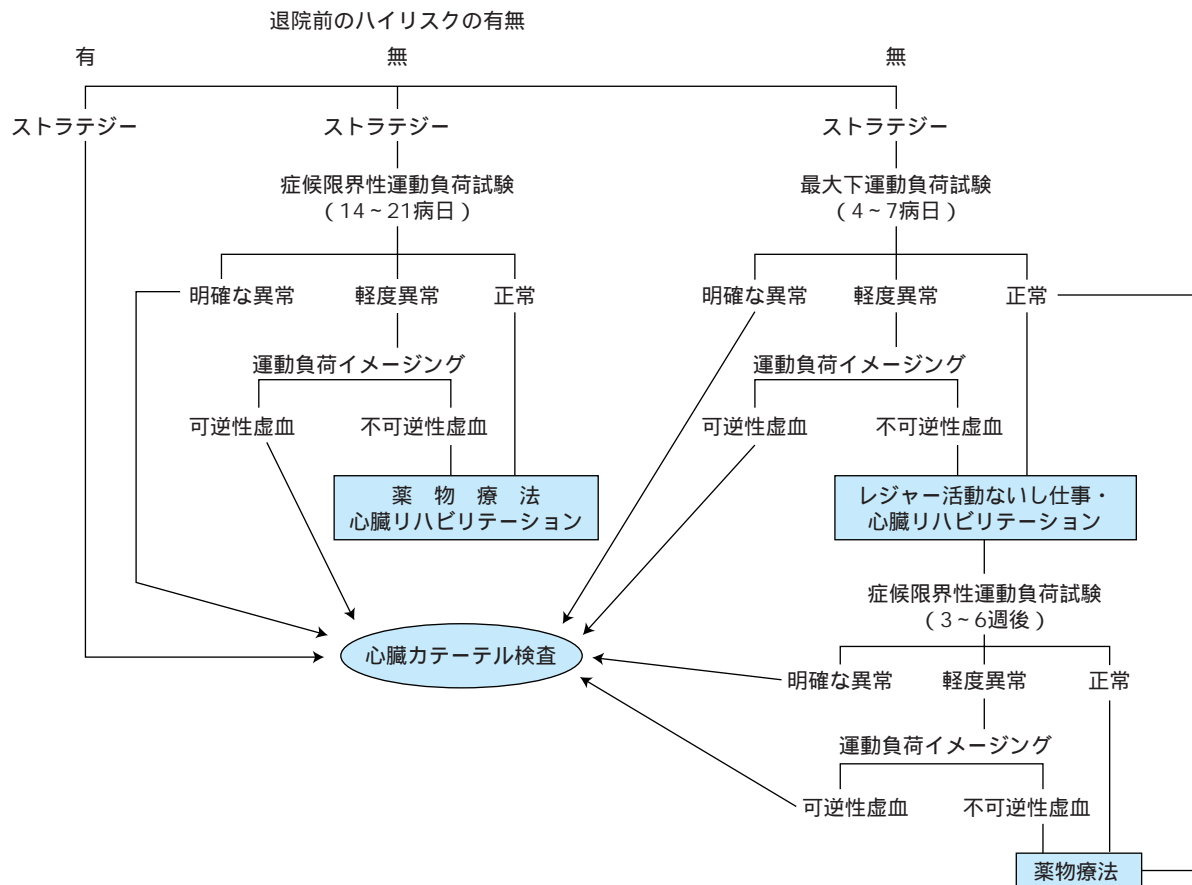 退院前のハイリスクの有無
有
無
無
ストラテジー
ストラテジー
ストラテジー
症候限界性運動負荷試験
(14~21病日)
最大下運動負荷試験
(4~7病日)
明確な異常
軽度異常
正常
明確な異常
軽度異常
正常
運動負荷イメージング
運動負荷イメージング
可逆性虚血
不可逆性虚血
可逆性虚血
不可逆性虚血
薬物療法
心臓リハビリテーション
レジャー活動ないし仕事・
心臓リハビリテーション
症候限界性運動負荷試験
(3~6週後)
心臓カテーテル検査
明確な異常
軽度異常
正常
運動負荷イメージング
可逆性虚血
不可逆性虚血
薬物療法